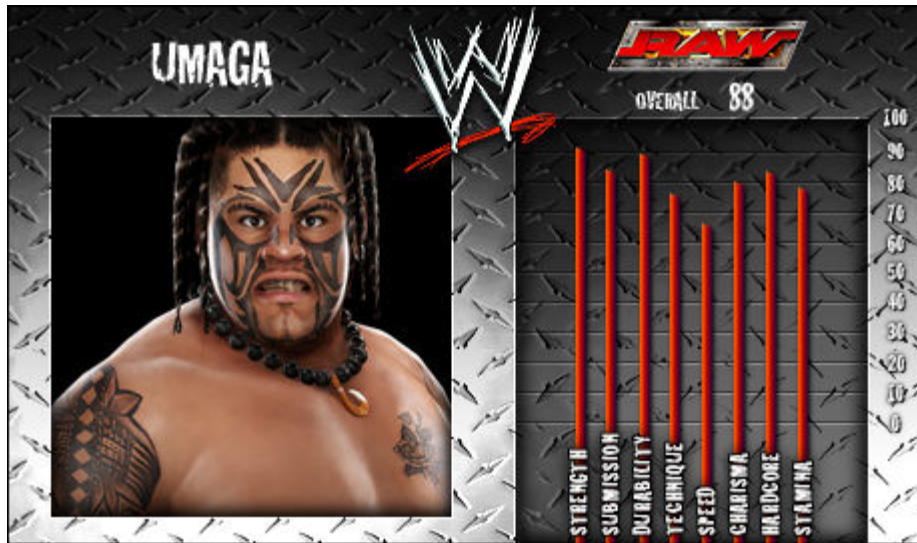 UMAGA
W
RAW
OVERALL 88
100
90
80
70
60
50
40
30
20
10
0
STRENGTH
SUBMISSION
DURABILITY
TECHNIQUE
SPEED
CHARISMA
HARDCORE
STAMINA